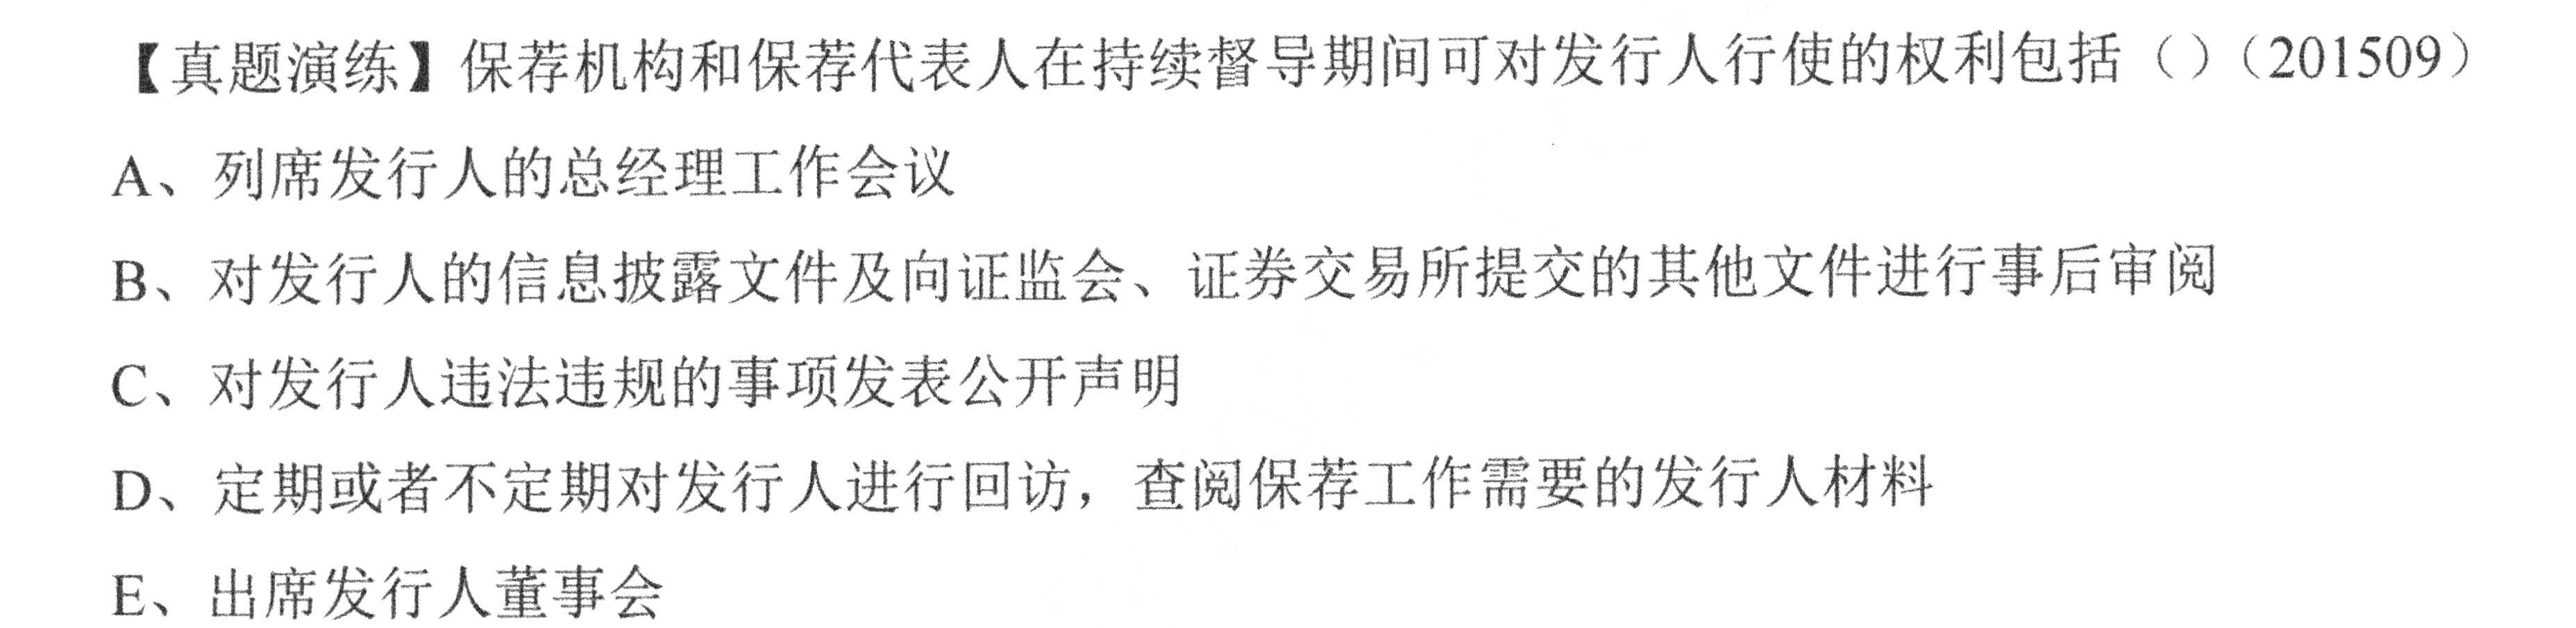 【真题演练】保荐机构和保荐代表人在持续督导期间可对发行人行使的权利包括（）（201509）
A、列席发行人的总经理工作会议
B、对发行人的信息披露文件及向证监会、证券交易所提交的其他文件进行事后审阅
C、对发行人违法违规的事项发表公开声明
D、定期或者不定期对发行人进行回访，查阅保荐工作需要的发行人材料
E、出席发行人董事会